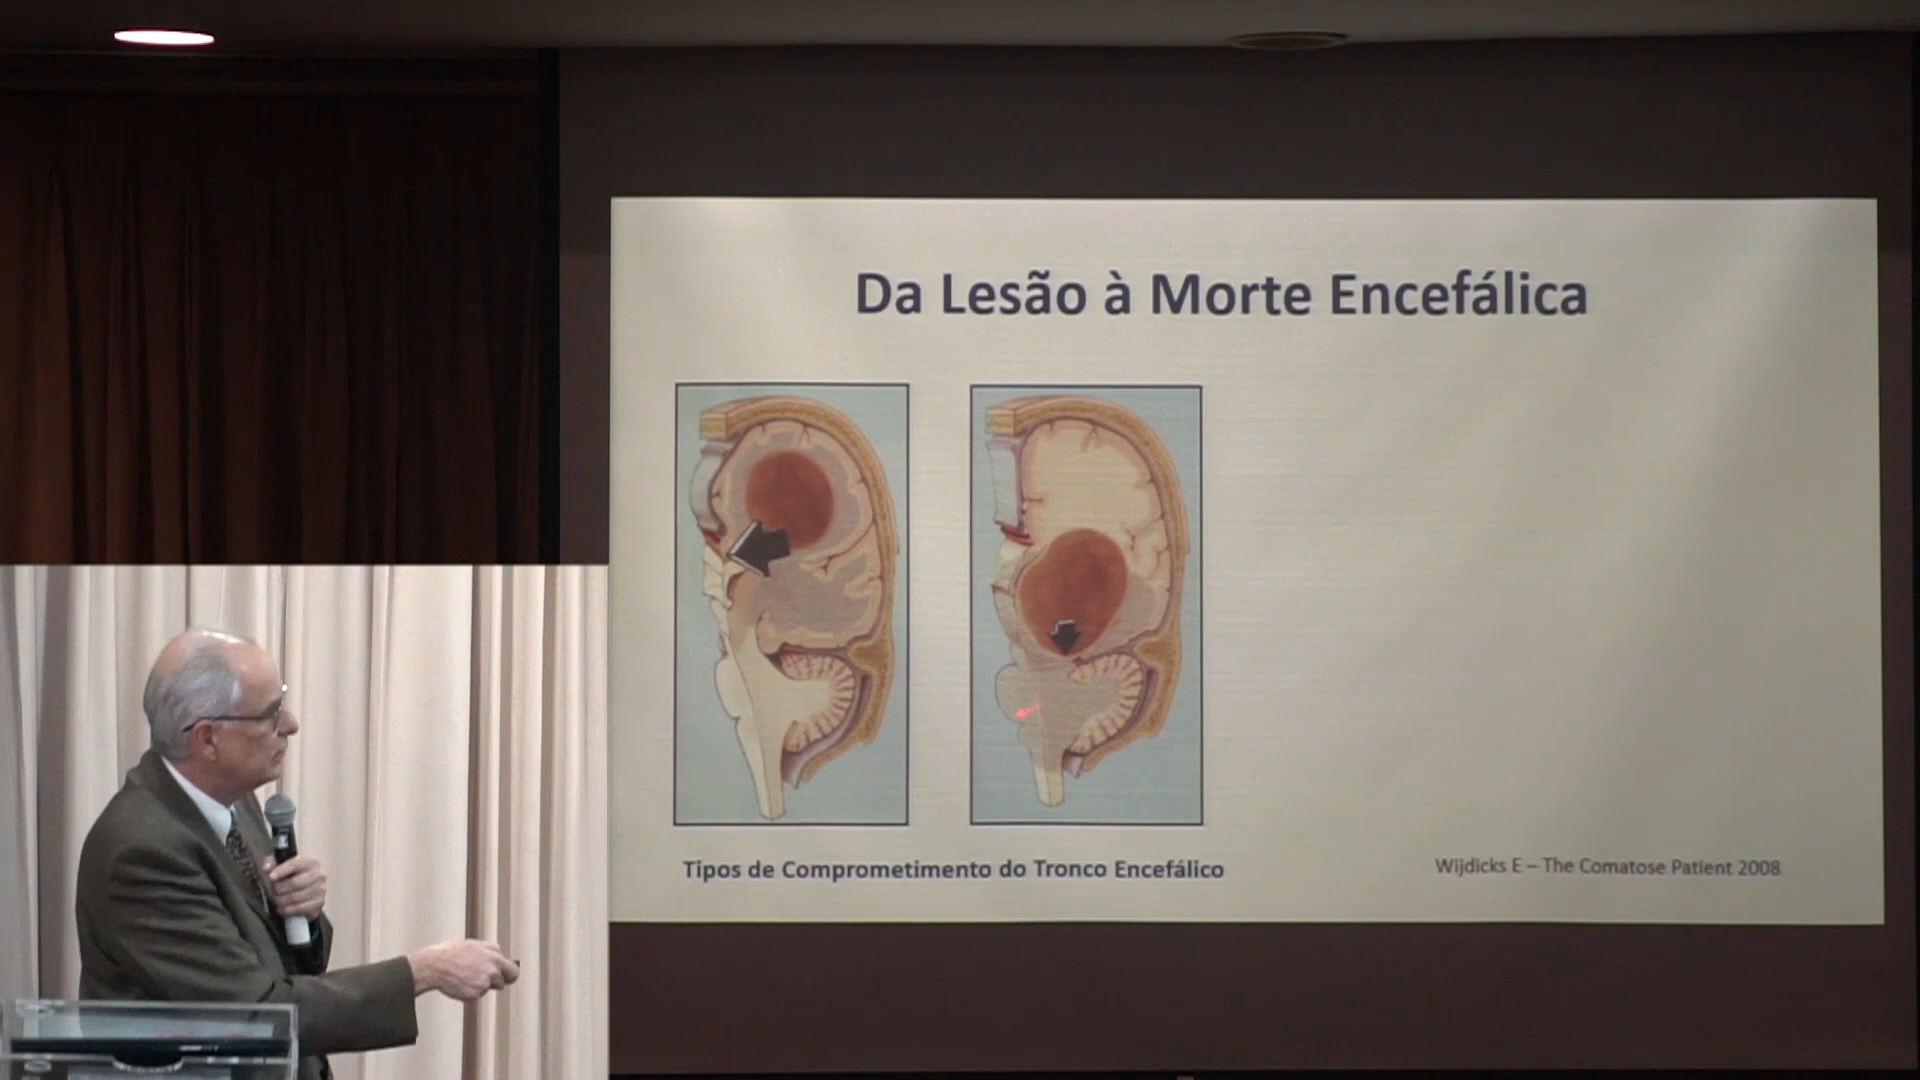 Da Lesão à Morte Encefálica
Tipos de Comprometimento do Tronco Encefálico
Wijdicks E – The Comatose Patient 2008